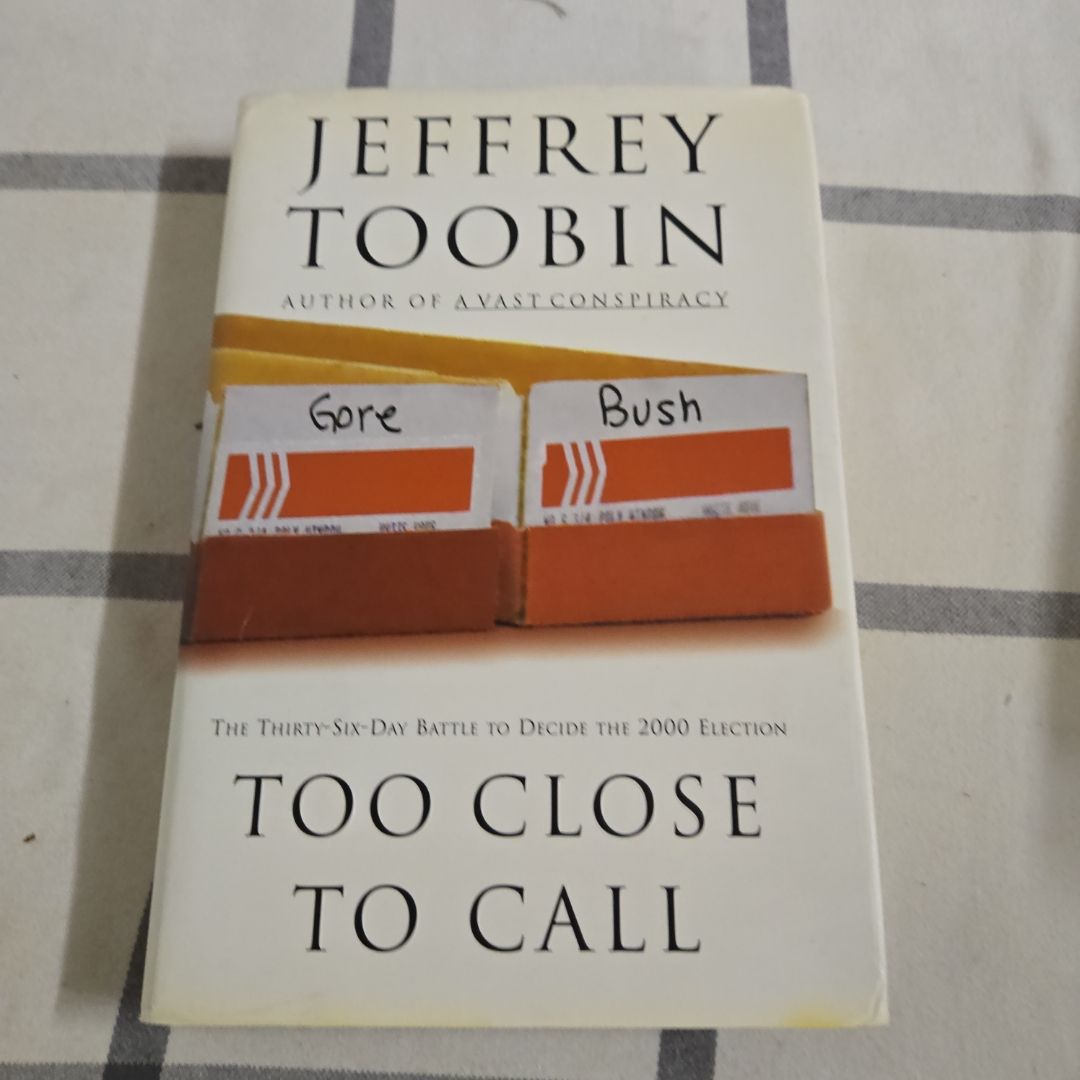 JEFFREY
TOOBIN
AUTHOR OF A VAST CONSPIRACY
Gore
Bush
THE THIRTY-SIX-DAY BATTLE TO DECIDE THE 2000 ELECTION
TOO CLOSE
TO CALL